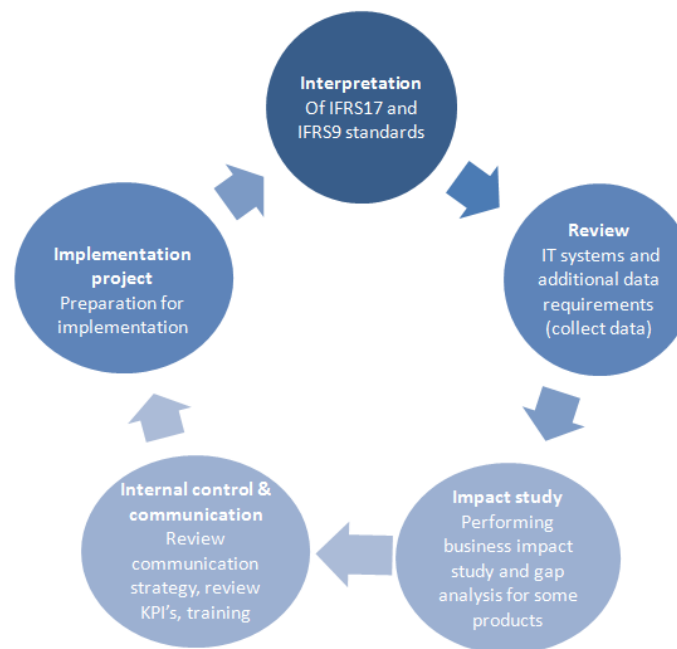 Interpretation
Of IFRS17 and
IFRS9 standards
Review
IT systems and
additional data
requirements
(collect data)
Impact study
Performing
business impact
study and gap
analysis for some
products
Internal control &
communication
Review
communication
strategy, review
KPI's, training
Implementation
project
Preparation for
implementation